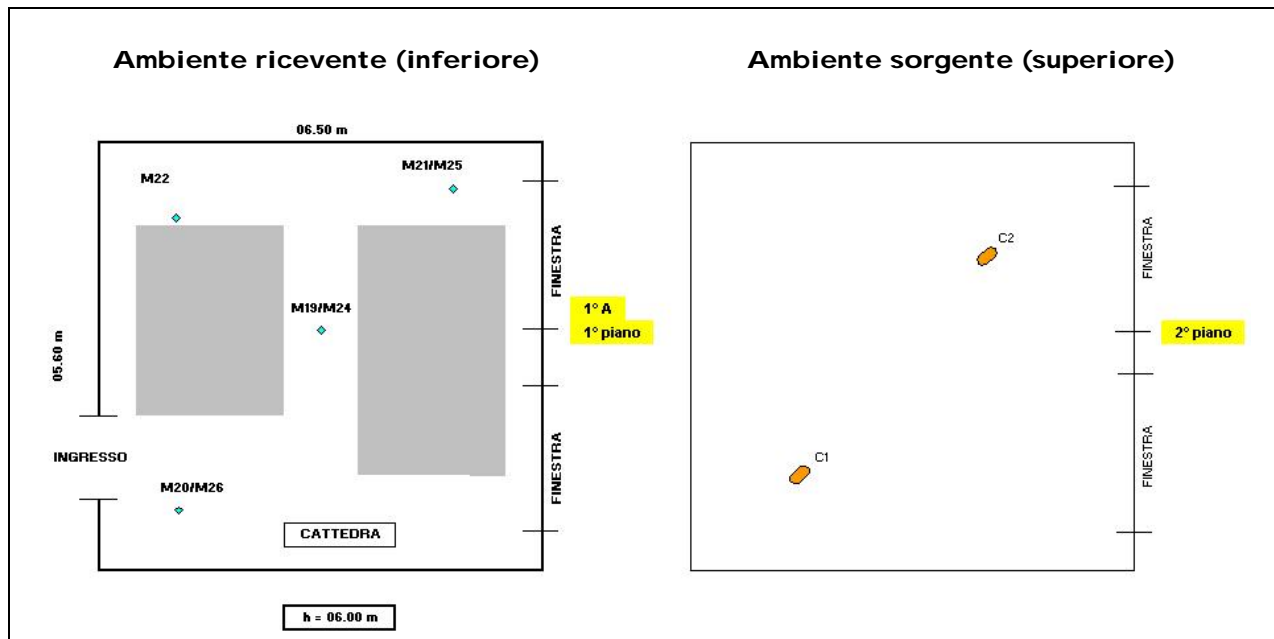 Ambiente ricevente (inferiore)
Ambiente sorgente (superiore)
06.50 m
M21/M25
M22
C2
FINESTRA
FINESTRA
M19/M24
1° A
1° piano
2° piano
05.60 m
INGRESSO
FINESTRA
FINESTRA
C1
M20/M26
CATTEDRA
h = 06.00 m